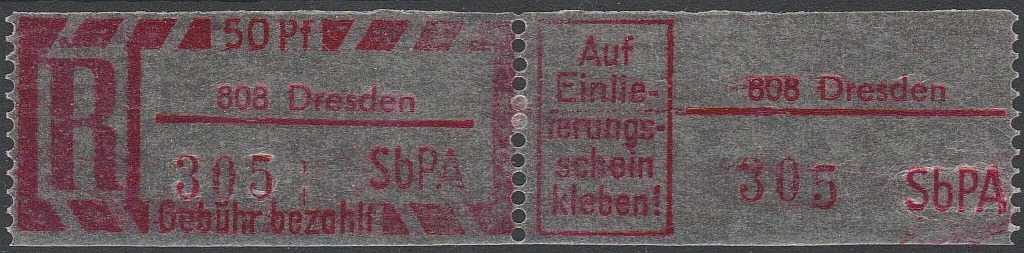 50 Pf
R
808 Dresden
305
SbPA
Gebühr bezahlt
Auf
Einlie-
ferungs-
schein
kleben!
808 Dresden
305
SbPA